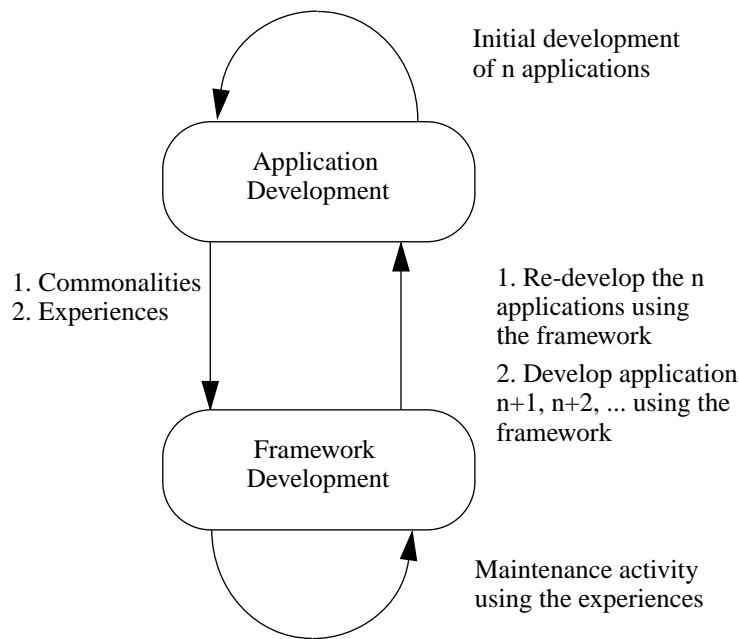 Initial development
of n applications
Application
Development
1. Commonalities
2. Experiences
1. Re-develop the n
applications using
the framework
2. Develop application
n+1, n+2, ... using the
framework
Framework
Development
Maintenance activity
using the experiences